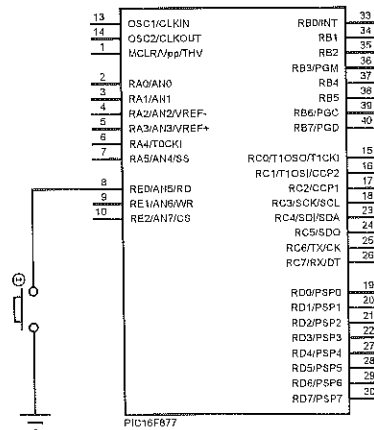 13 OSC1/CLKIN
14 OSC2/CLKOUT
1 MCLR/Vpp/THV
2 RA0/AN0
3 RA1/AN1
4 RA2/AN2/VREF-
5 RA3/AN3/VREF+
6 RA4/T0CKI
7 RA5/AN4/SS
8 RE0/AN5/RD
9 RE1/AN6/WR
10 RE2/AN7/CS
RB0/INT 33
RB1 34
RB2 35
RB3/PGM 36
RB4 37
RB5 38
RB6/PGC 39
RB7/PGD 40
RC0/T1OSO/T1CKI 15
RC1/T1OSI/CCP2 16
RC2/CCP1 17
RC3/SCK/SCL 18
RC4/SDI/SDA 23
RC5/SDO 24
RC6/TX/CK 25
RC7/RX/DT 26
RD0/PSP0 19
RD1/PSP1 20
RD2/PSP2 21
RD3/PSP3 22
RD4/PSP4 27
RD5/PSP5 28
RD6/PSP6 29
RD7/PSP7 30
PIC16F877